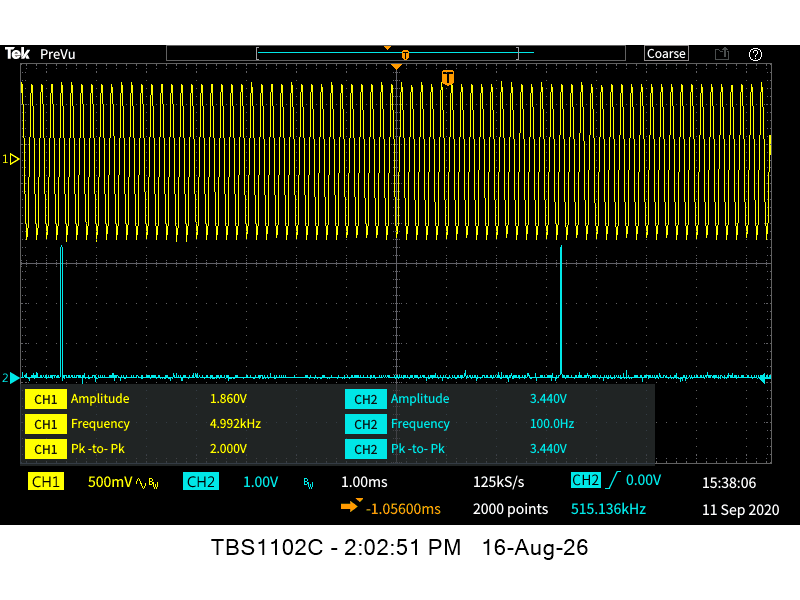 Tek PreVu Coarse
T
T
1
2
CH1 Amplitude 1.860V CH2 Amplitude 3.440V
CH1 Frequency 4.992kHz CH2 Frequency 100.0Hz
CH1 Pk -to- Pk 2.000V CH2 Pk -to- Pk 3.440V
CH1 500mV BW CH2 1.00V BW 1.00ms 125kS/s CH2 0.00V 15:38:06
-1.05600ms 2000 points 515.136kHz 11 Sep 2020
TBS1102C - 2:02:51 PM 16-Aug-26